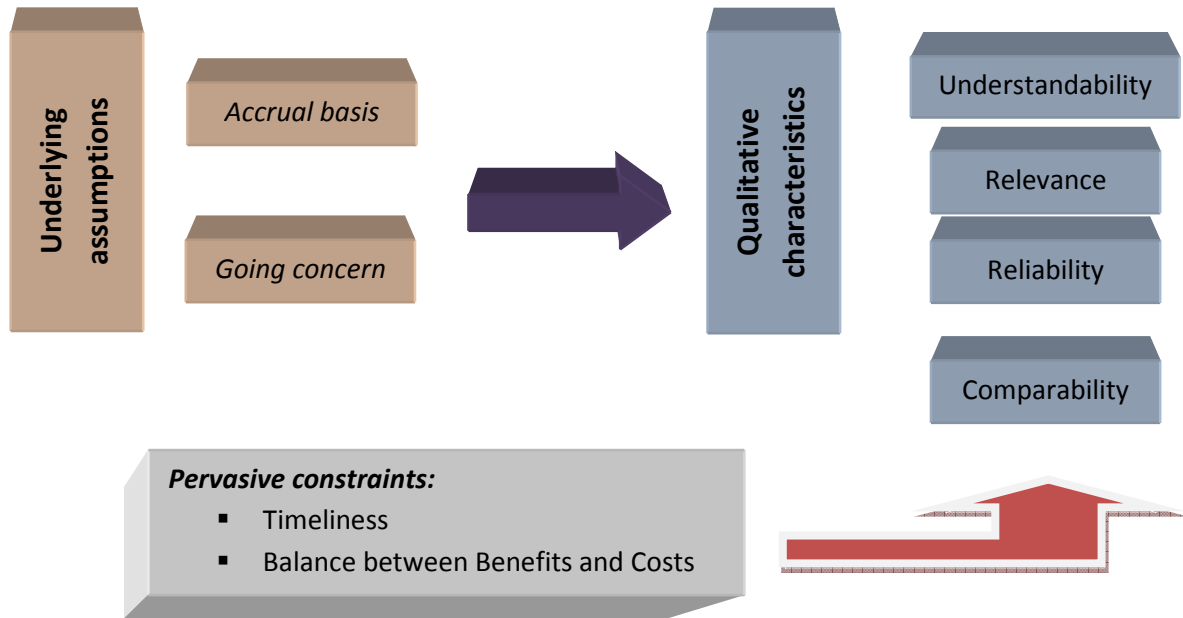 Underlying
assumptions
Accrual basis
Going concern
Qualitative
characteristics
Understandability
Relevance
Reliability
Comparability
Pervasive constraints:
▪ Timeliness
▪ Balance between Benefits and Costs